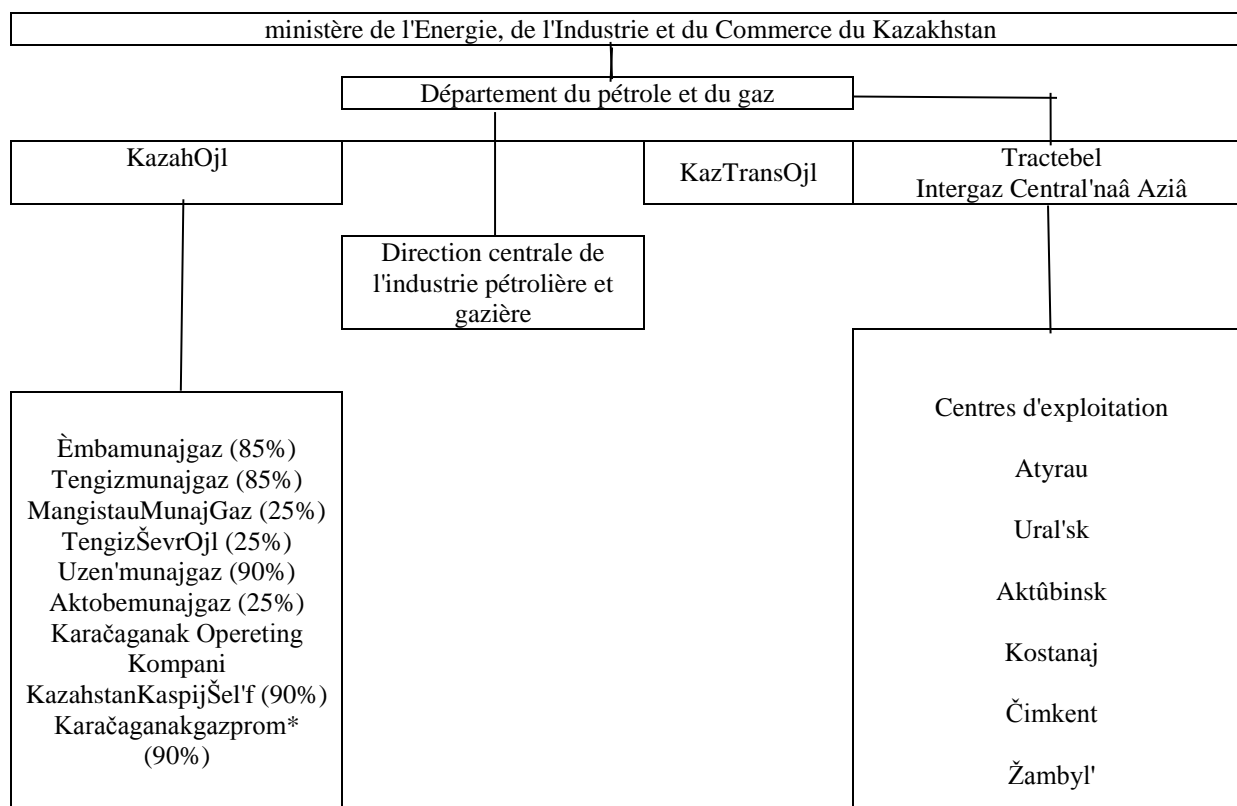 ministère de l'Energie, de l'Industrie et du Commerce du Kazakhstan
Département du pétrole et du gaz
KazahOjl
KazTransOjl
Tractebel
Intergaz Central'naâ Aziâ
Direction centrale de
l'industrie pétrolière et
gazière
Èmbamunajgaz (85%)
Tengizmunajgaz (85%)
MangistauMunajGaz (25%)
TengizŠevrOjl (25%)
Uzen'munajgaz (90%)
Aktobemunajgaz (25%)
Karačaganak Opereting
Kompani
KazahstanKaspijŠel'f (90%)
Karačaganakgazprom*
(90%)
Centres d'exploitation
Atyrau
Ural'sk
Aktûbinsk
Kostanaj
Čimkent
Žambyl'